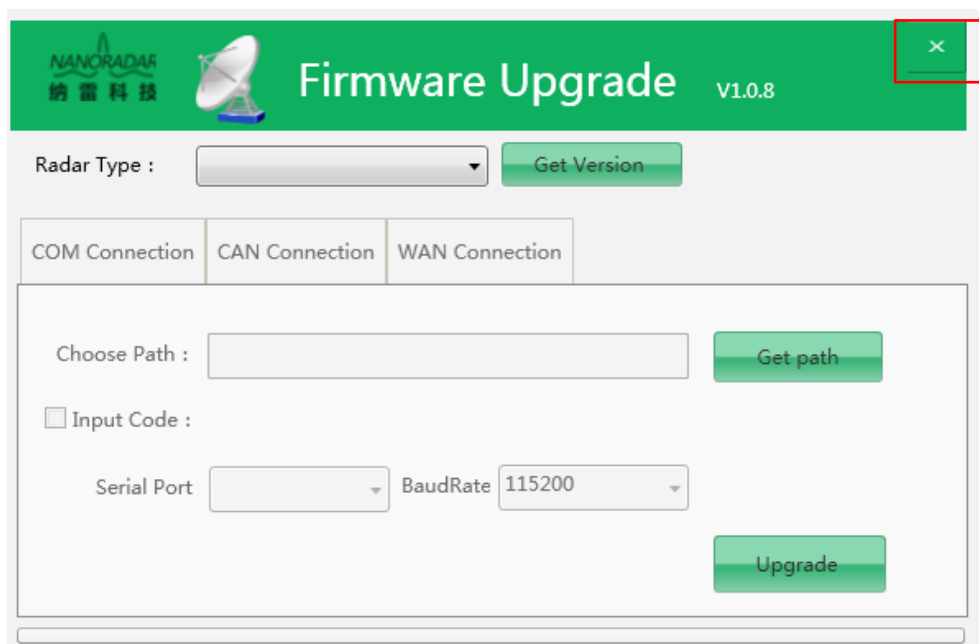 NANORADAR
纳雷科技
Firmware Upgrade V1.0.8
×
Radar Type :
Get Version
COM Connection CAN Connection WAN Connection
Choose Path :
Get path
Input Code :
Serial Port
BaudRate 115200
Upgrade